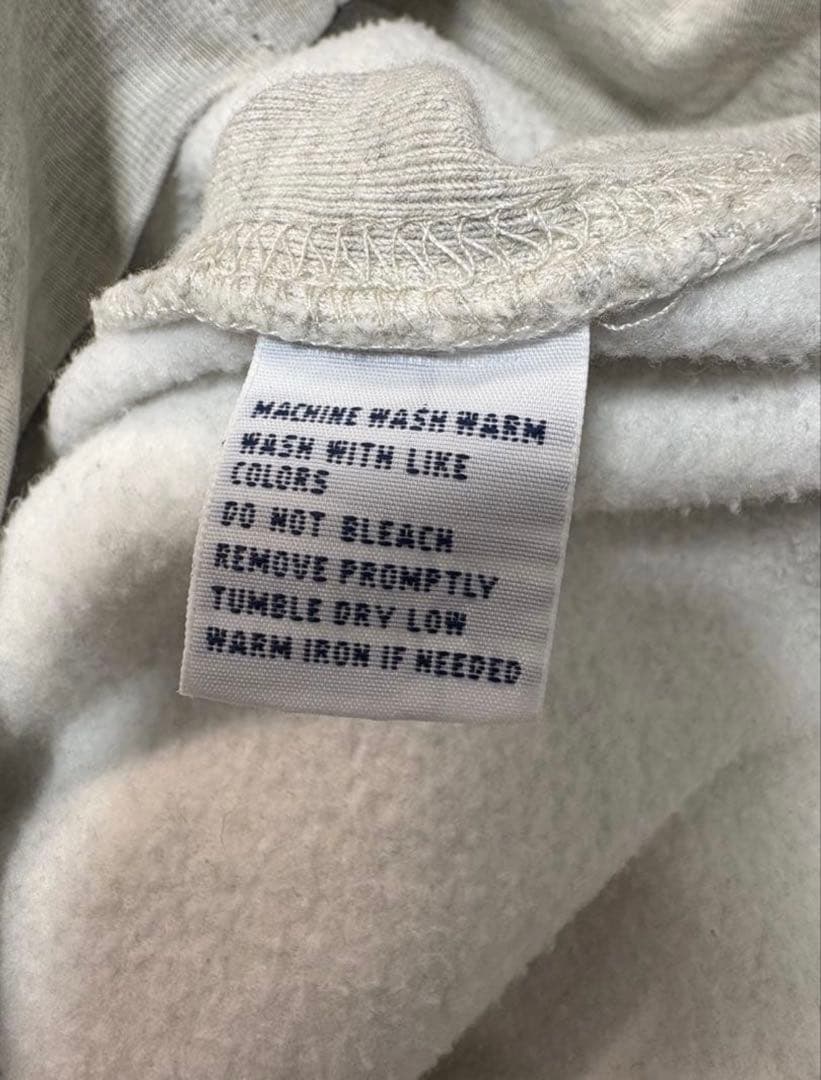 MACHINE WASH WARM
WASH WITH LIKE
COLORS
DO NOT BLEACH
REMOVE PROMPTLY
TUMBLE DRY LOW
WARM IRON IF NEEDED